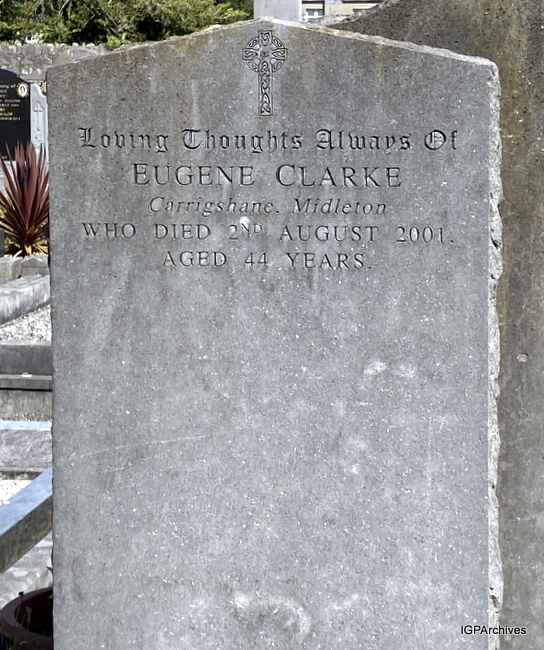 Loving Thoughts Always Of
EUGENE CLARKE
Carrigshane. Midleton
WHO DIED 2ND AUGUST 2001.
AGED 44 YEARS.
IGPArchives